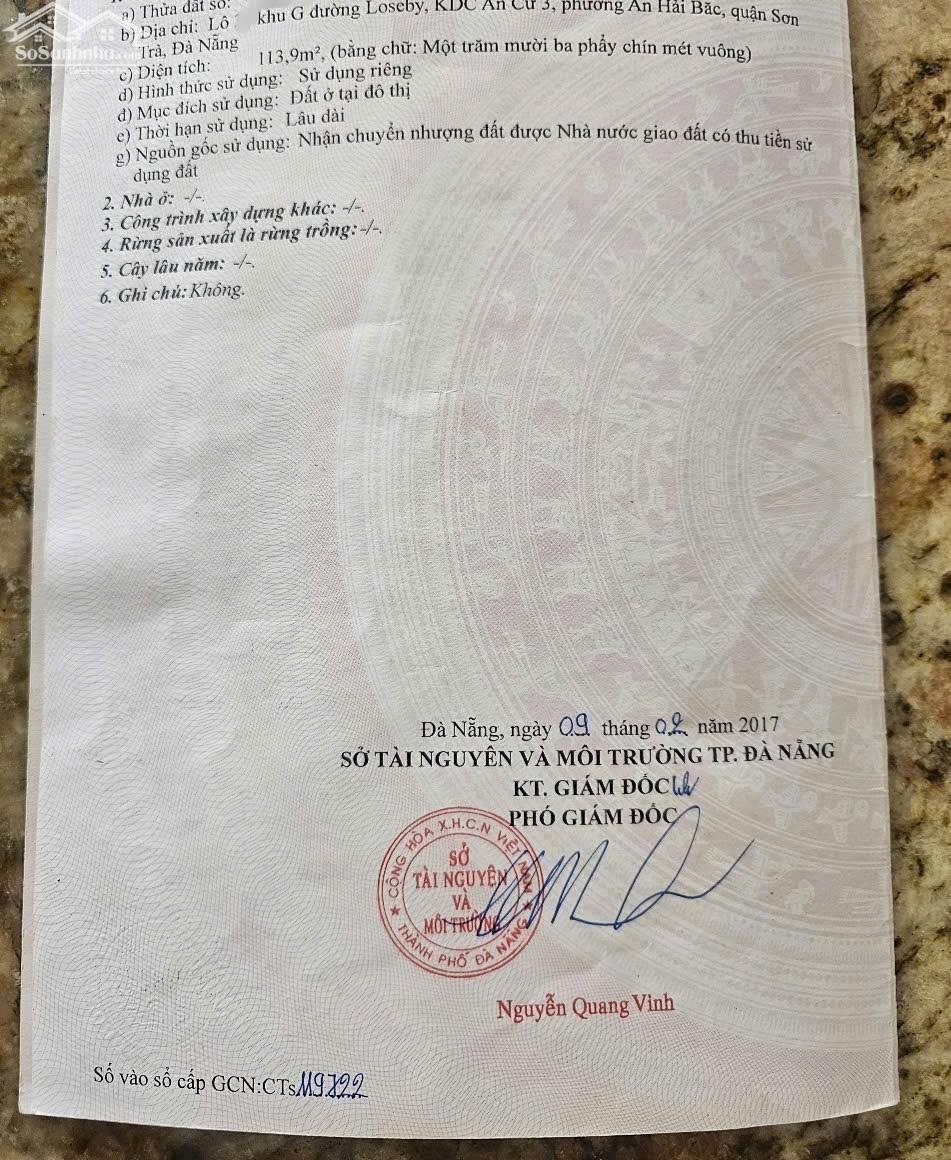 SoSanhnha.com
a) Thửa đất số:
b) Địa chỉ: Lô khu G đường Loseby, KDC An Cư 3, phường An Hải Bắc, quận Sơn
Trà, Đà Nẵng
c) Diện tích: 113,9m², (bằng chữ: Một trăm mười ba phẩy chín mét vuông)
d) Hình thức sử dụng: Sử dụng riêng
đ) Mục đích sử dụng: Đất ở tại đô thị
e) Thời hạn sử dụng: Lâu dài
g) Nguồn gốc sử dụng: Nhận chuyển nhượng đất được Nhà nước giao đất có thu tiền sử
dụng đất
2. Nhà ở: -/-.
3. Công trình xây dựng khác: -/-.
4. Rừng sản xuất là rừng trồng: -/-.
5. Cây lâu năm: -/-.
6. Ghi chú: Không.
Đà Nẵng, ngày 09 tháng 02 năm 2017
SỞ TÀI NGUYÊN VÀ MÔI TRƯỜNG TP. ĐÀ NẴNG
KT. GIÁM ĐỐC
PHÓ GIÁM ĐỐC
CỘNG HÒA X.H.C.N VIỆT NAM
SỞ
TÀI NGUYÊN
VÀ
MÔI TRƯỜNG
THÀNH PHỐ ĐÀ NẴNG
Nguyễn Quang Vinh
Số vào sổ cấp GCN:CTs 119722